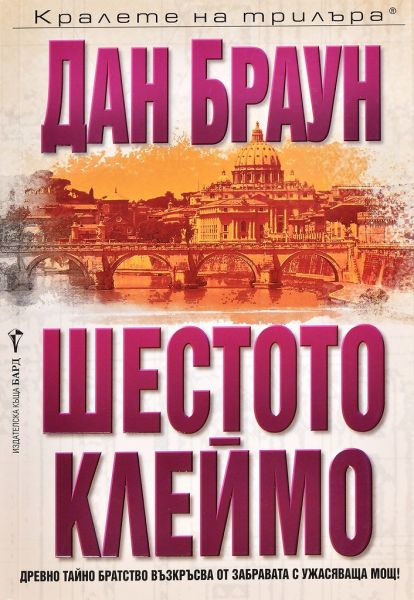 Кралете на трилъра®
ДАН БРАУН
ИЗДАТЕЛСКА КЪЩА БАРД
ШЕСТОТО
КЛЕЙМО
ДРЕВНО ТАЙНО БРАТСТВО ВЪЗКРЪСВА ОТ ЗАБРАВАТА С УЖАСЯВАЩА МОЩ!